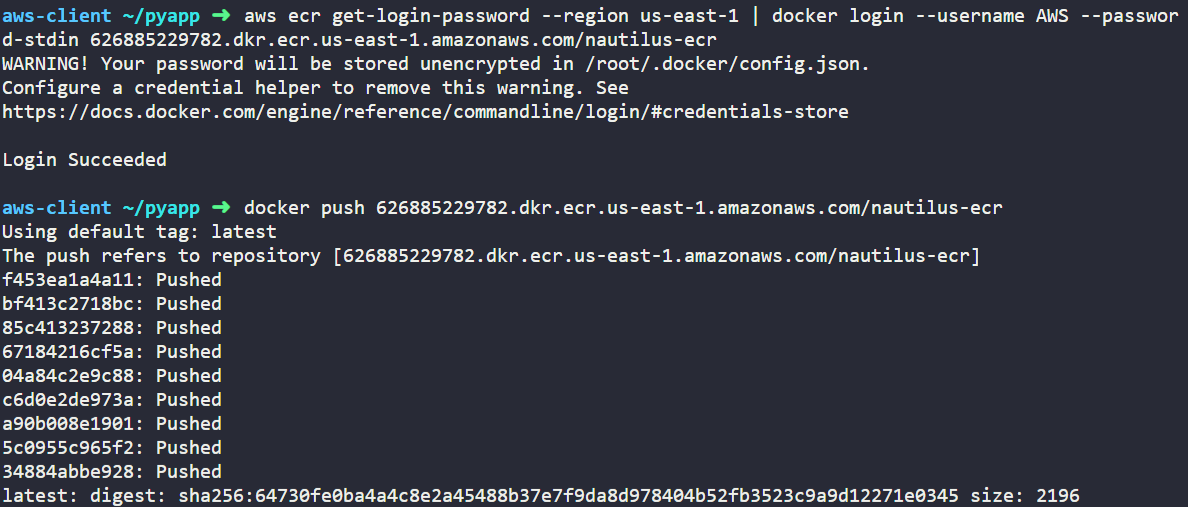 aws-client ~/pyapp ➜ aws ecr get-login-password --region us-east-1 | docker login --username AWS --passwor
d-stdin 626885229782.dkr.ecr.us-east-1.amazonaws.com/nautilus-ecr
WARNING! Your password will be stored unencrypted in /root/.docker/config.json.
Configure a credential helper to remove this warning. See
https://docs.docker.com/engine/reference/commandline/login/#credentials-store
Login Succeeded
aws-client ~/pyapp ➜ docker push 626885229782.dkr.ecr.us-east-1.amazonaws.com/nautilus-ecr
Using default tag: latest
The push refers to repository [626885229782.dkr.ecr.us-east-1.amazonaws.com/nautilus-ecr]
f453ea1a4a11: Pushed
bf413c2718bc: Pushed
85c413237288: Pushed
67184216cf5a: Pushed
04a84c2e9c88: Pushed
c6d0e2de973a: Pushed
a90b008e1901: Pushed
5c0955c965f2: Pushed
34884abbe928: Pushed
latest: digest: sha256:64730fe0ba4a4c8e2a45488b37e7f9da8d978404b52fb3523c9a9d12271e0345 size: 2196